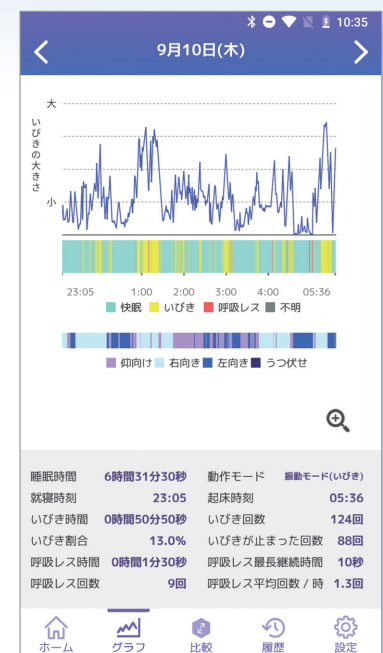 10:35
9月10日(木)
大
いびきの大きさ
小
23:05 1:00 2:00 3:00 4:00 05:36
快眠 いびき 呼吸レス 不明
仰向け 右向き 左向き うつ伏せ
睡眠時間 6時間31分30秒 動作モード 振動モード(いびき)
就寝時刻 23:05 起床時刻 05:36
いびき時間 0時間50分50秒 いびき回数 124回
いびき割合 13.0% いびきが止まった回数 88回
呼吸レス時間 0時間1分30秒 呼吸レス最長継続時間 10秒
呼吸レス回数 9回 呼吸レス平均回数 / 時 1.3回
ホーム グラフ 比較 履歴 設定